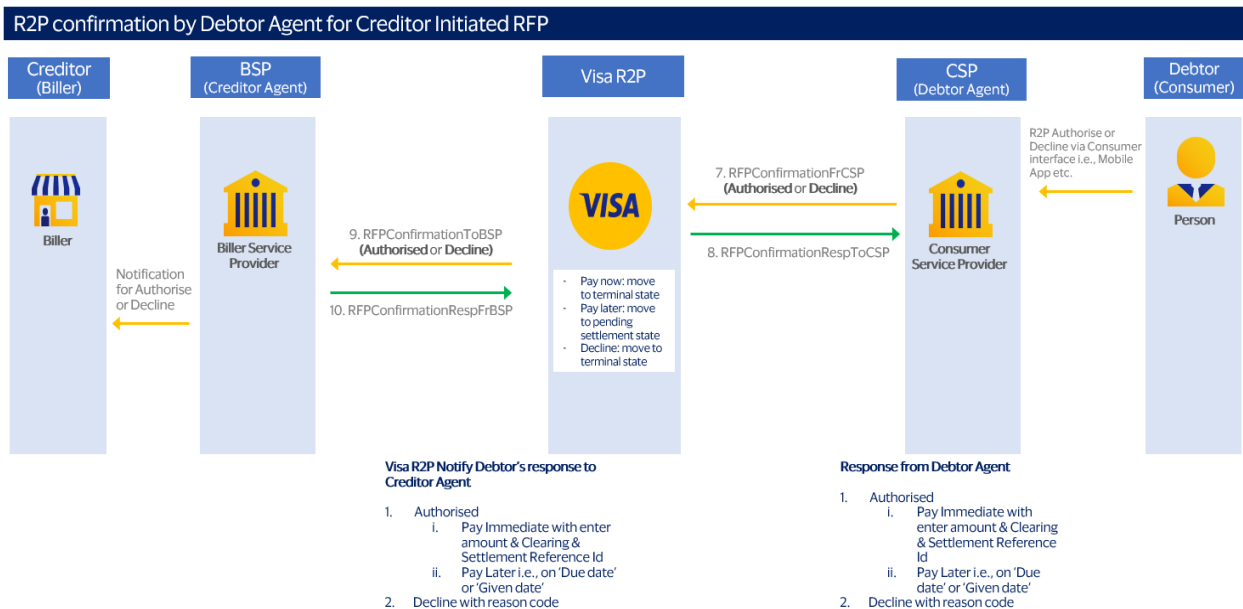 R2P confirmation by Debtor Agent for Creditor Initiated RFP
Creditor
(Biller)
BSP
(Creditor Agent)
Visa R2P
CSP
(Debtor Agent)
Debtor
(Consumer)
Biller
Notification
for Authorise
or Decline
Biller Service
Provider
9. RFPConfirmationToBSP
(Authorised or Decline)
10. RFPConfirmationRespFrBSP
VISA
- Pay now: move
to terminal state
- Pay later: move
to pending
settlement state
- Decline: move to
terminal state
7. RFPConfirmationFrCSP
(Authorised or Decline)
8. RFPConfirmationRespToCSP
Consumer
Service Provider
R2P Authorise or
Decline via Consumer
interface i.e., Mobile
App etc.
Person
Visa R2P Notify Debtor's response to
Creditor Agent
1. Authorised
i. Pay Immediate with enter
amount & Clearing &
Settlement Reference Id
ii. Pay Later i.e., on 'Due date'
or 'Given date'
2. Decline with reason code
Response from Debtor Agent
1. Authorised
i. Pay Immediate with
enter amount & Clearing
& Settlement Reference
Id
ii. Pay Later i.e., on 'Due
date' or 'Given date'
2. Decline with reason code